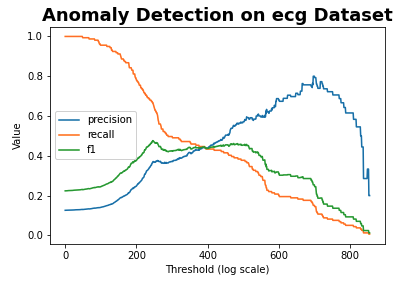 Anomaly Detection on ecg Dataset
1.0
0.8
0.6
0.4
0.2
0.0
Value
precision
recall
f1
0
200
400
600
800
Threshold (log scale)